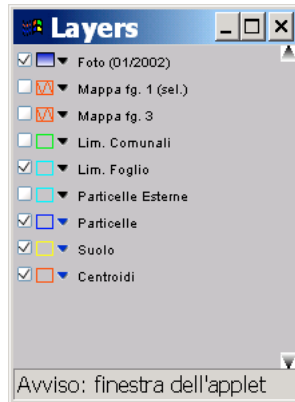 Layers
Foto (01/2002)
Mappa fg. 1 (sel.)
Mappa fg. 3
Lim. Comunali
Lim. Foglio
Particelle Esterne
Particelle
Suolo
Centroidi
Avviso: finestra dell'applet